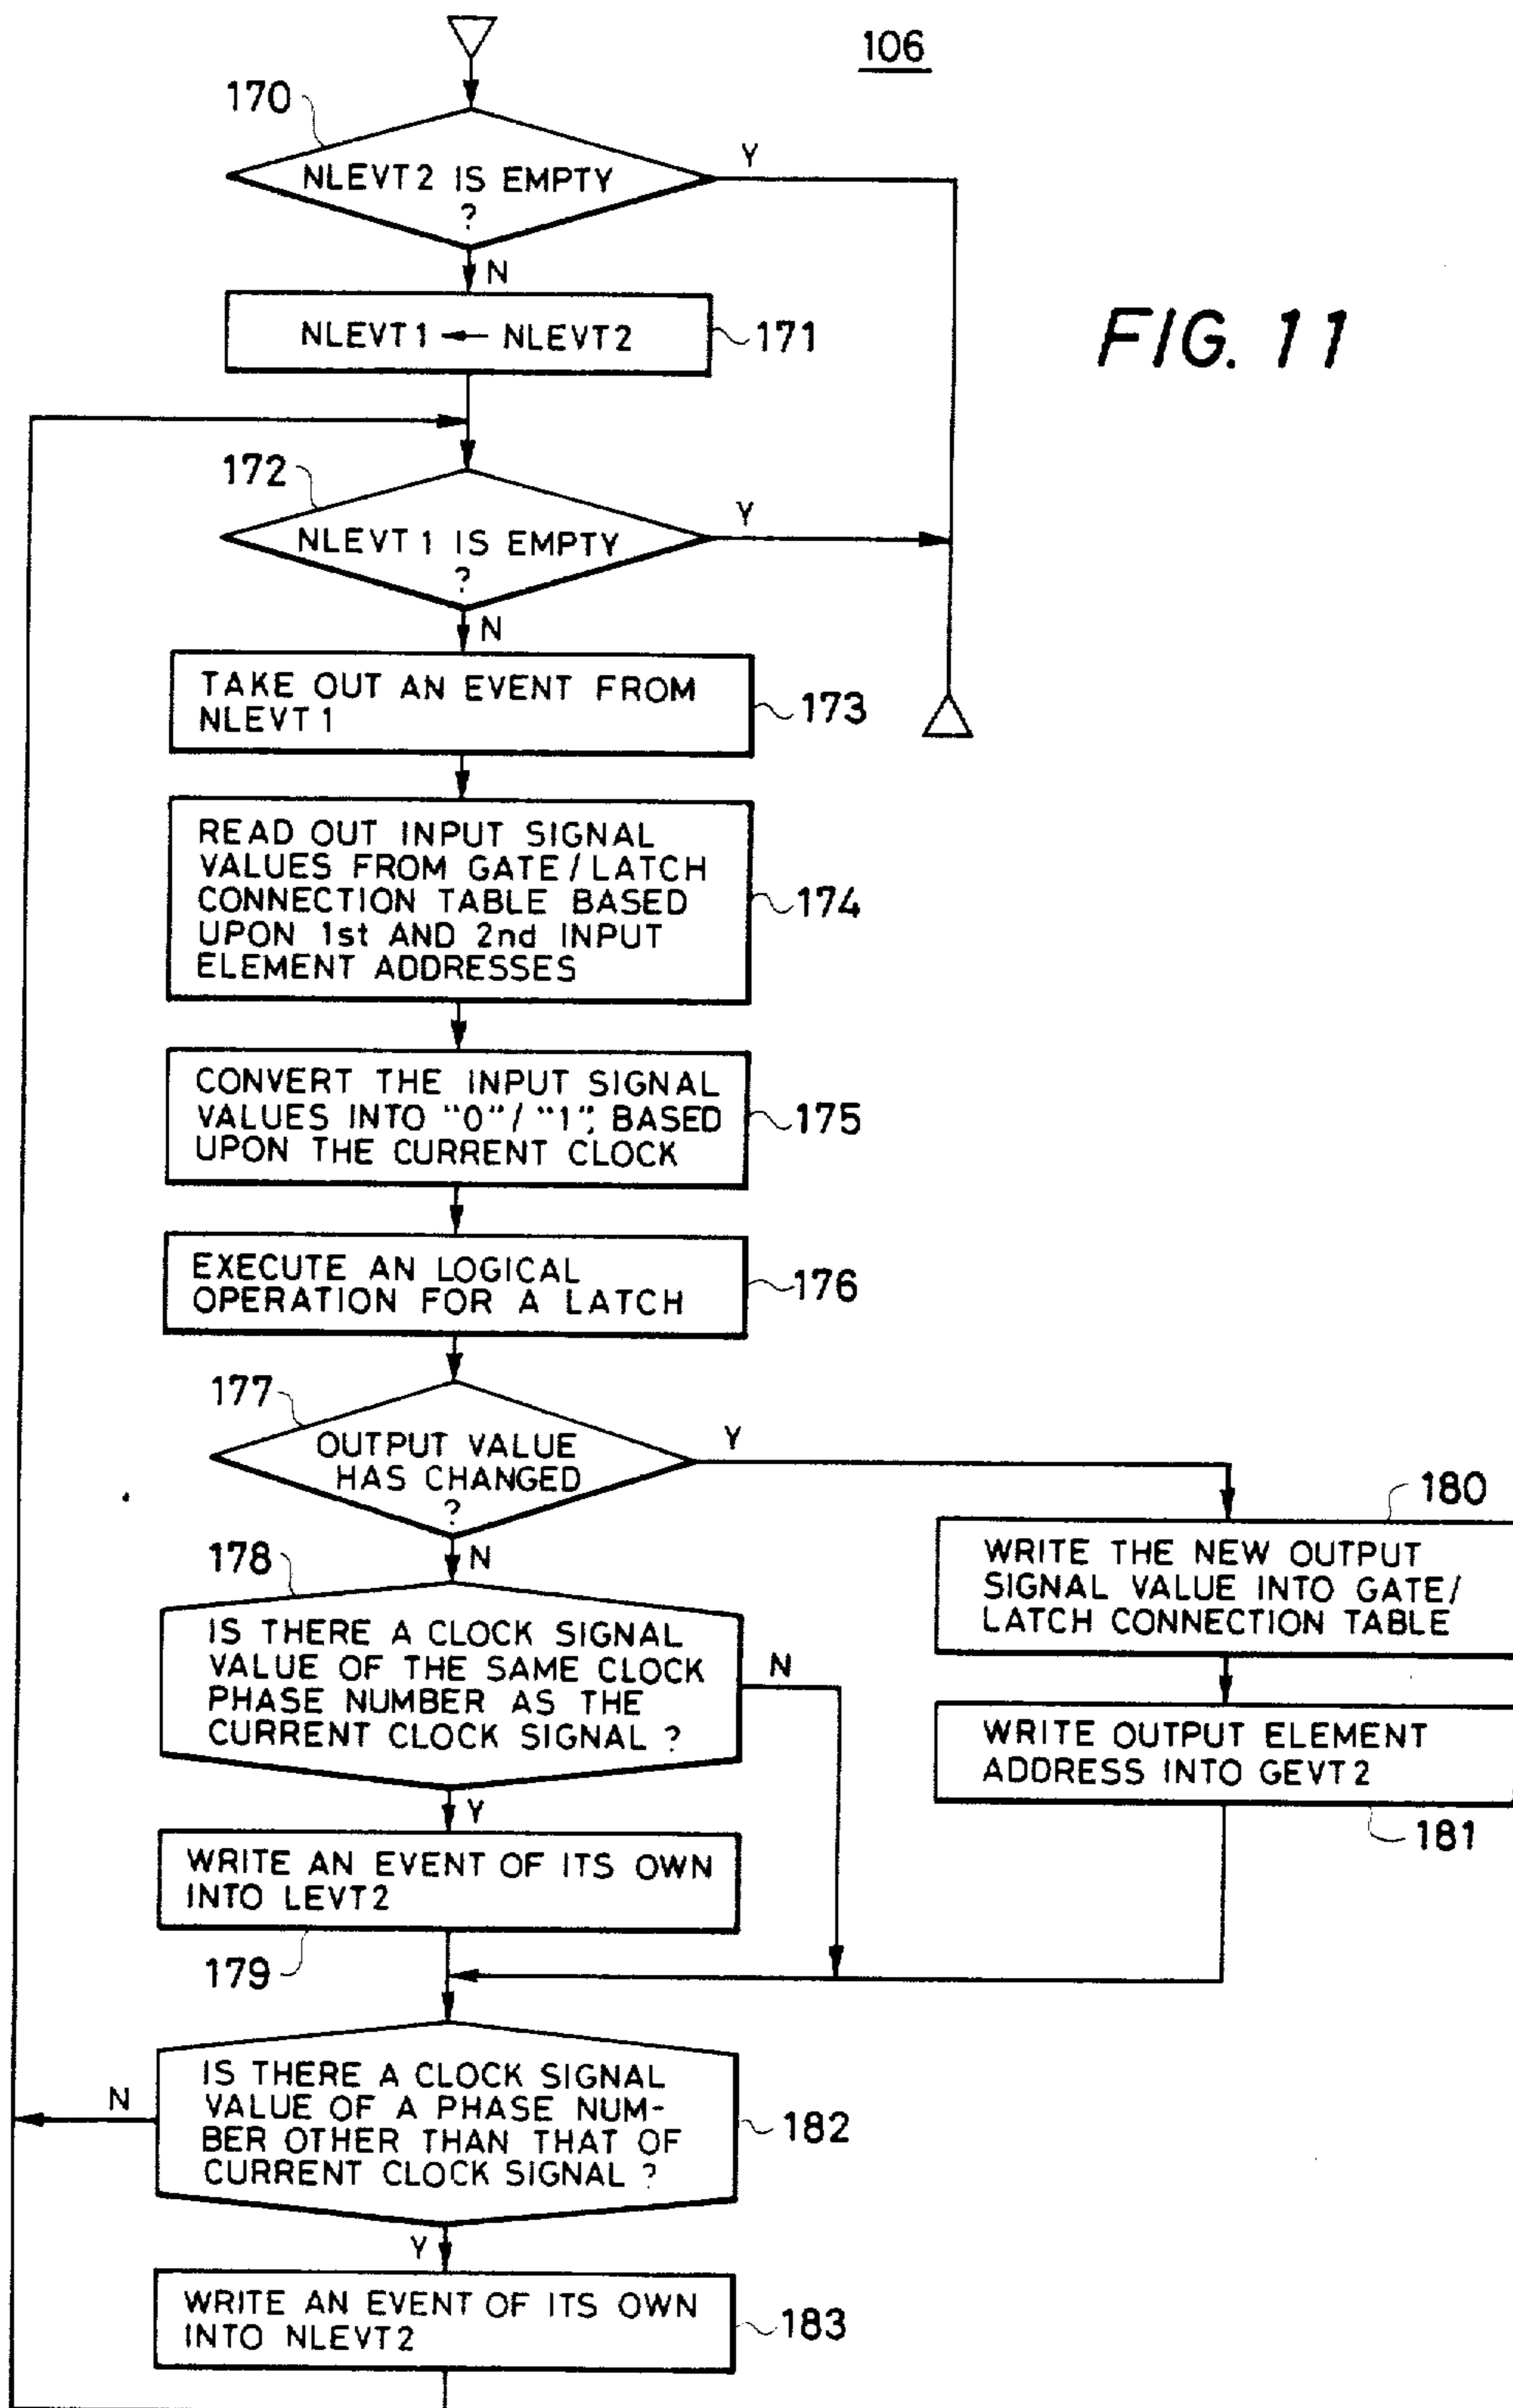 106
170
NLEVT2 IS EMPTY
?
Y
N
NLEVT1 ← NLEVT2
171
FIG. 11
172
NLEVT1 IS EMPTY
?
Y
N
TAKE OUT AN EVENT FROM
NLEVT1
173
READ OUT INPUT SIGNAL
VALUES FROM GATE/LATCH
CONNECTION TABLE BASED
UPON 1st AND 2nd INPUT
ELEMENT ADDRESSES
174
CONVERT THE INPUT SIGNAL
VALUES INTO "0"/"1", BASED
UPON THE CURRENT CLOCK
175
EXECUTE AN LOGICAL
OPERATION FOR A LATCH
176
177
OUTPUT VALUE
HAS CHANGED
?
Y
N
180
WRITE THE NEW OUTPUT
SIGNAL VALUE INTO GATE/
LATCH CONNECTION TABLE
178
IS THERE A CLOCK SIGNAL
VALUE OF THE SAME CLOCK
PHASE NUMBER AS THE
CURRENT CLOCK SIGNAL ?
N
Y
WRITE OUTPUT ELEMENT
ADDRESS INTO GEVT2
181
WRITE AN EVENT OF ITS OWN
INTO LEVT2
179
IS THERE A CLOCK SIGNAL
VALUE OF A PHASE NUM-
BER OTHER THAN THAT OF
CURRENT CLOCK SIGNAL ?
182
N
Y
WRITE AN EVENT OF ITS OWN
INTO NLEVT2
183